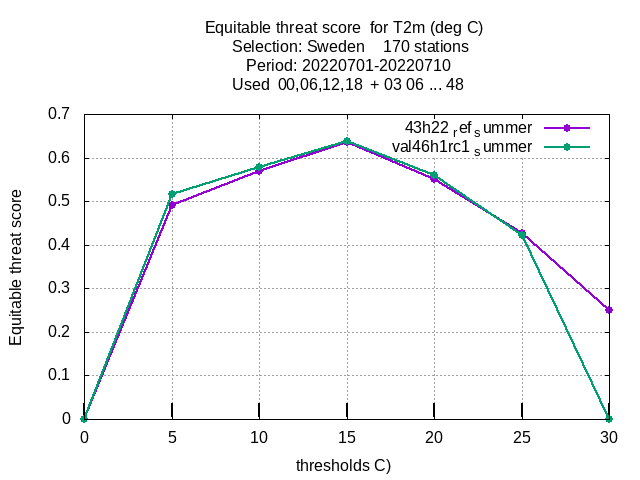 Equitable threat score  for T2m (deg C)
Selection: Sweden    170 stations
Period: 20220701-20220710
Used  00,06,12,18  + 03 06 ... 48
43h22 refsummer
val46h1rc1 summer
Equitable threat score
0.7
0.6
0.5
0.4
0.3
0.2
0.1
0
0 5 10 15 20 25 30
thresholds C)